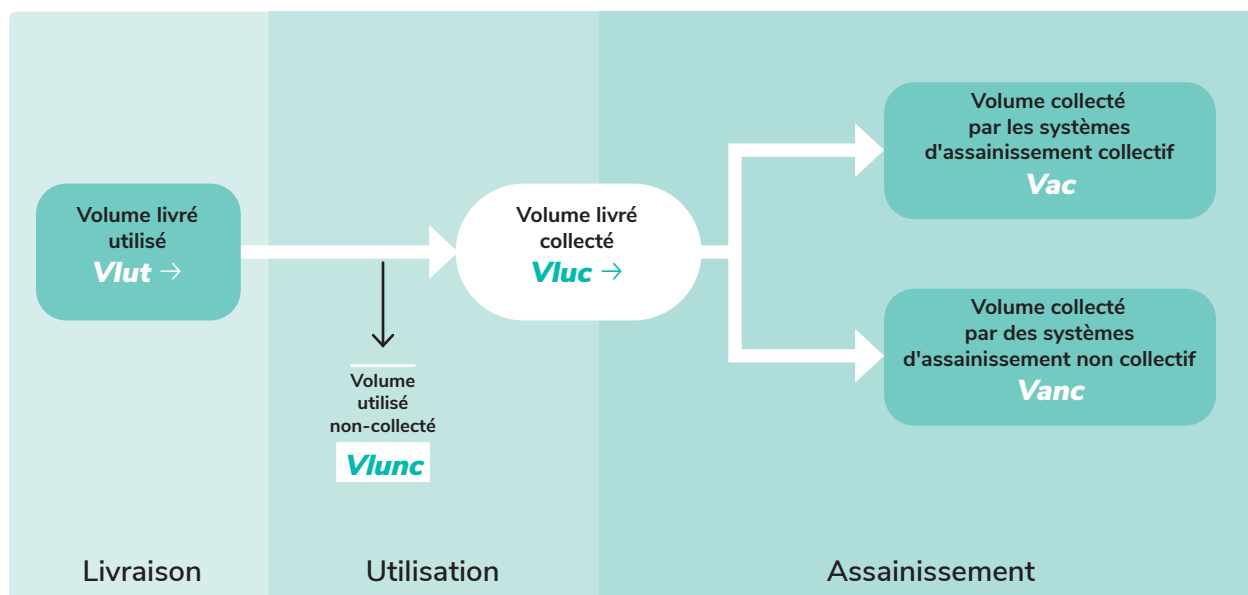 Volume livré
utilisé
Vlut →
Volume
utilisé
non-collecté
Vlunc
Volume livré
collecté
Vluc →
Volume collecté
par les systèmes
d'assainissement collectif
Vac
Volume collecté
par des systèmes
d'assainissement non collectif
Vanc
Livraison
Utilisation
Assainissement